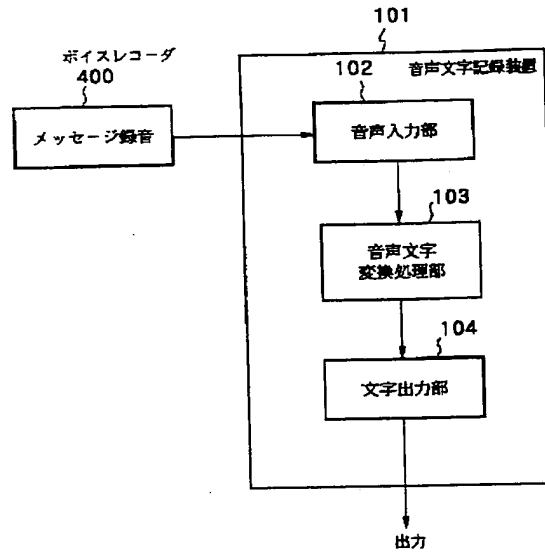 101
ボイスレコーダ
400
102
音声文字記録装置
メッセージ録音
音声入力部
103
音声文字
変換処理部
104
文字出力部
出力